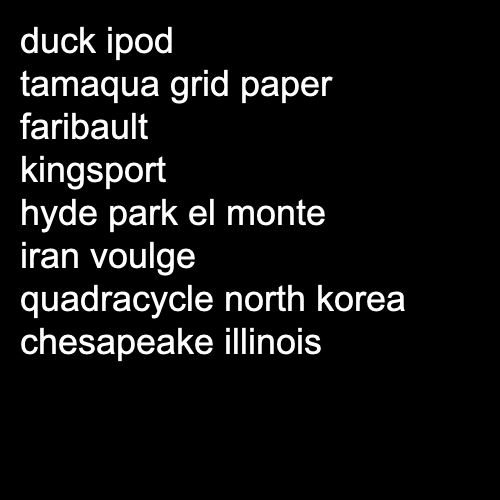 duck ipod
tamaqua grid paper
faribault
kingsport
hyde park el monte
iran voulge
quadracycle north korea
chesapeake illinois